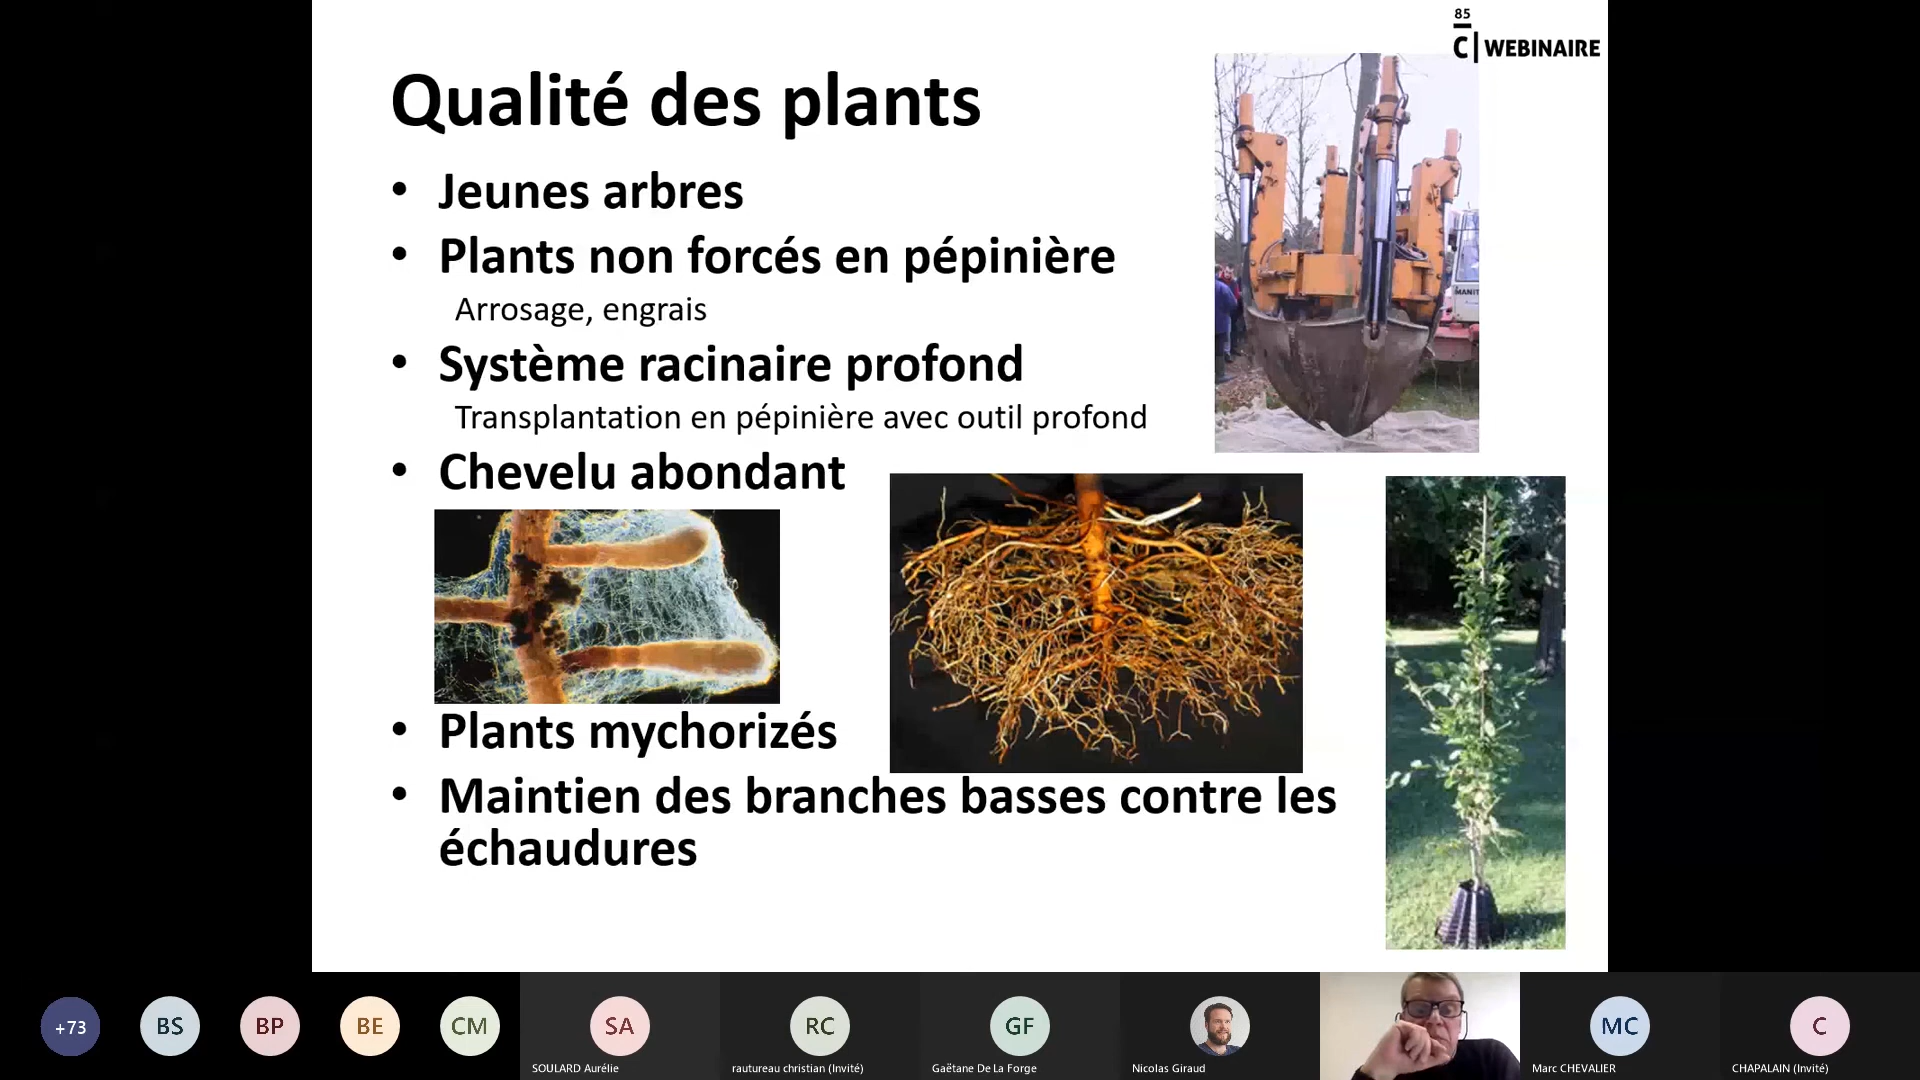 85
C | WEBINAIRE
Qualité des plants
• Jeunes arbres
• Plants non forcés en pépinière
Arrosage, engrais
• Système racinaire profond
Transplantation en pépinière avec outil profond
• Chevelu abondant
• Plants mychorizés
• Maintien des branches basses contre les
échaudures
MANIT
+73
BS
BP
BE
CM
SA
RC
GF
MC
C
SOULARD Aurélie
rautureau christian (Invité)
Gaëtane De La Forge
Nicolas Giraud
Marc CHEVALIER
CHAPALAIN (Invité)